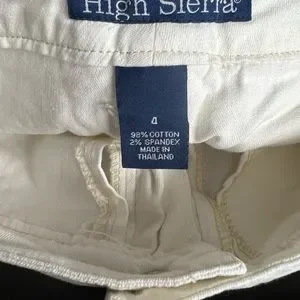 High Sierra®
4
98% COTTON
2% SPANDEX
MADE IN
THAILAND